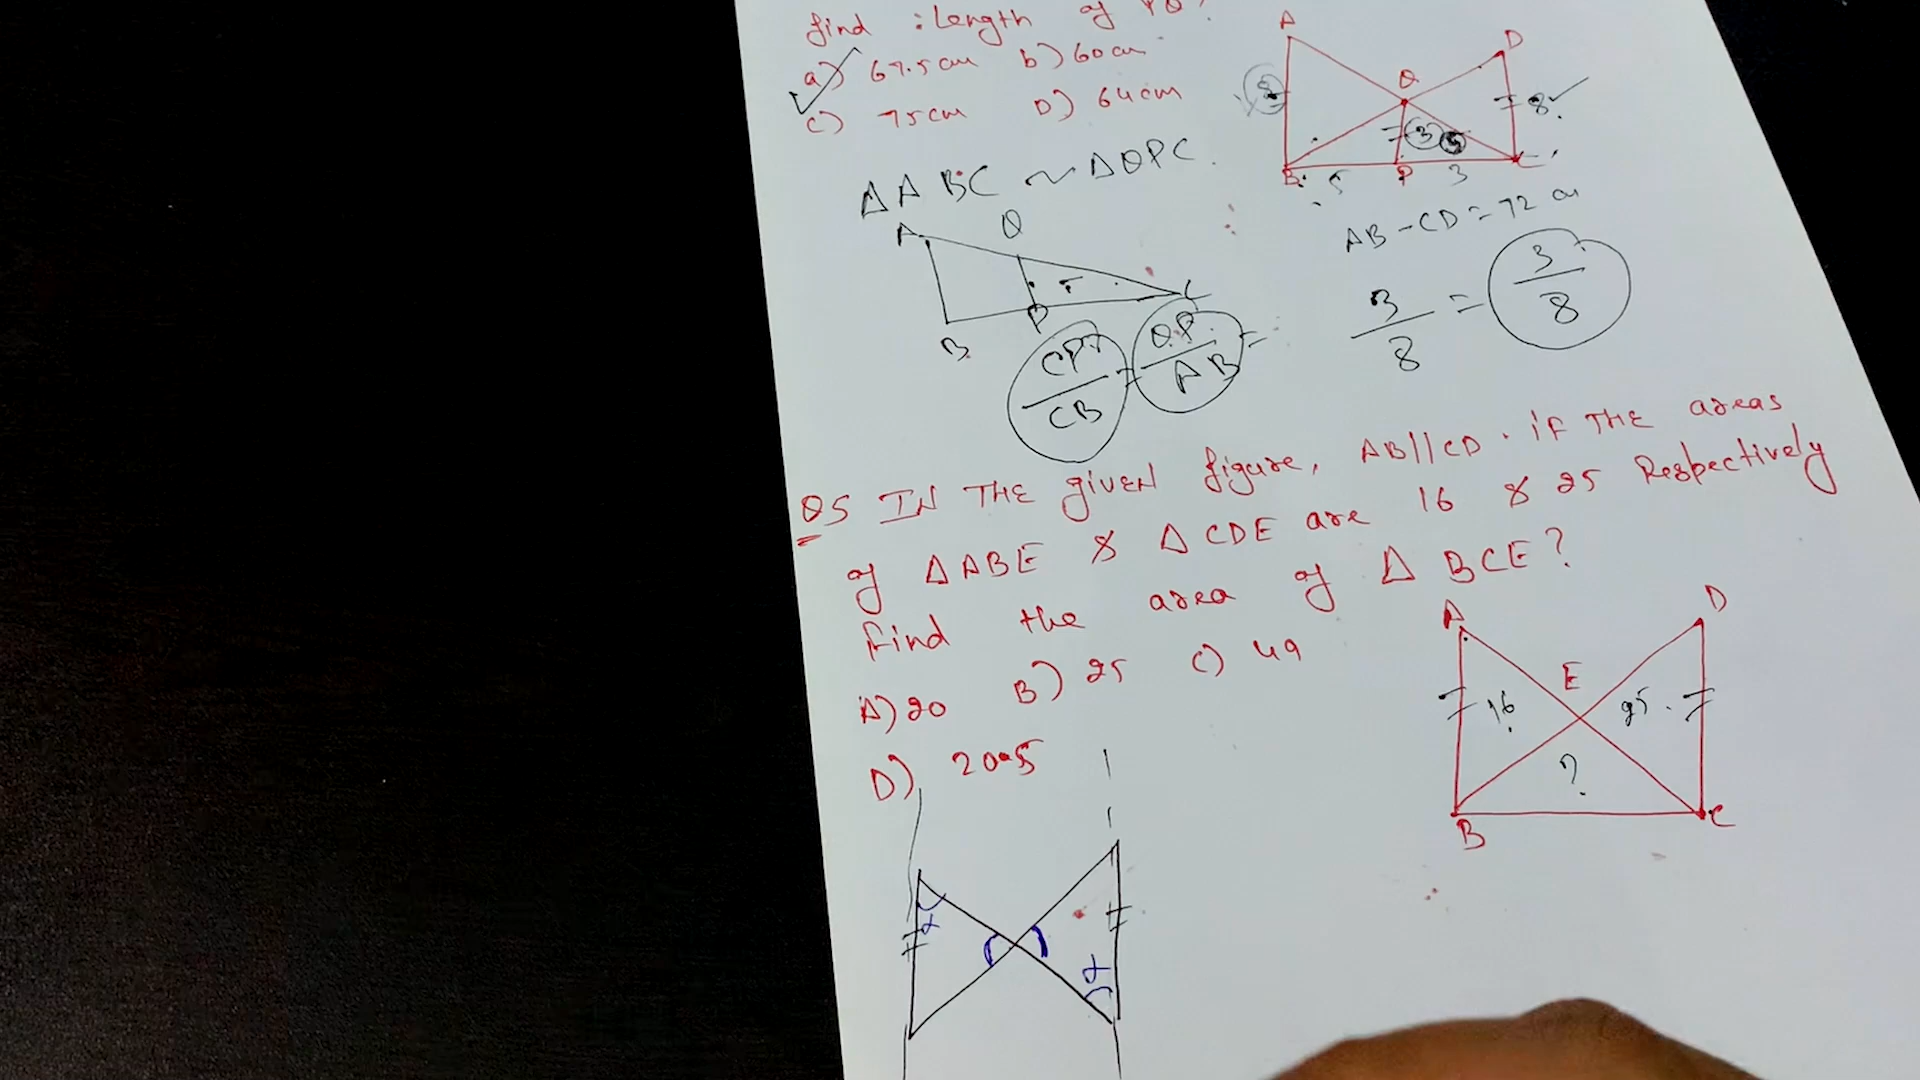 find : Length of PQ?
a) 67.5 cm b) 60 cm
c) 75 cm D) 64 cm
A
D
Q
8
8
3
B
5
P
3
C
AB - CD = 72 cm
ΔABC ~ ΔQPC
A
Q
B
P
C
CP/CB = QP/AB =
3/8 = 3/8
Q5 IN THE given figure, AB||CD. iF THE areas
of ΔABE & ΔCDE are 16 & 25 Respectively
find the area of Δ BCE?
A) 20 B) 25 C) 49
D) 20.5
A
D
E
16
25
?
B
C
α
α